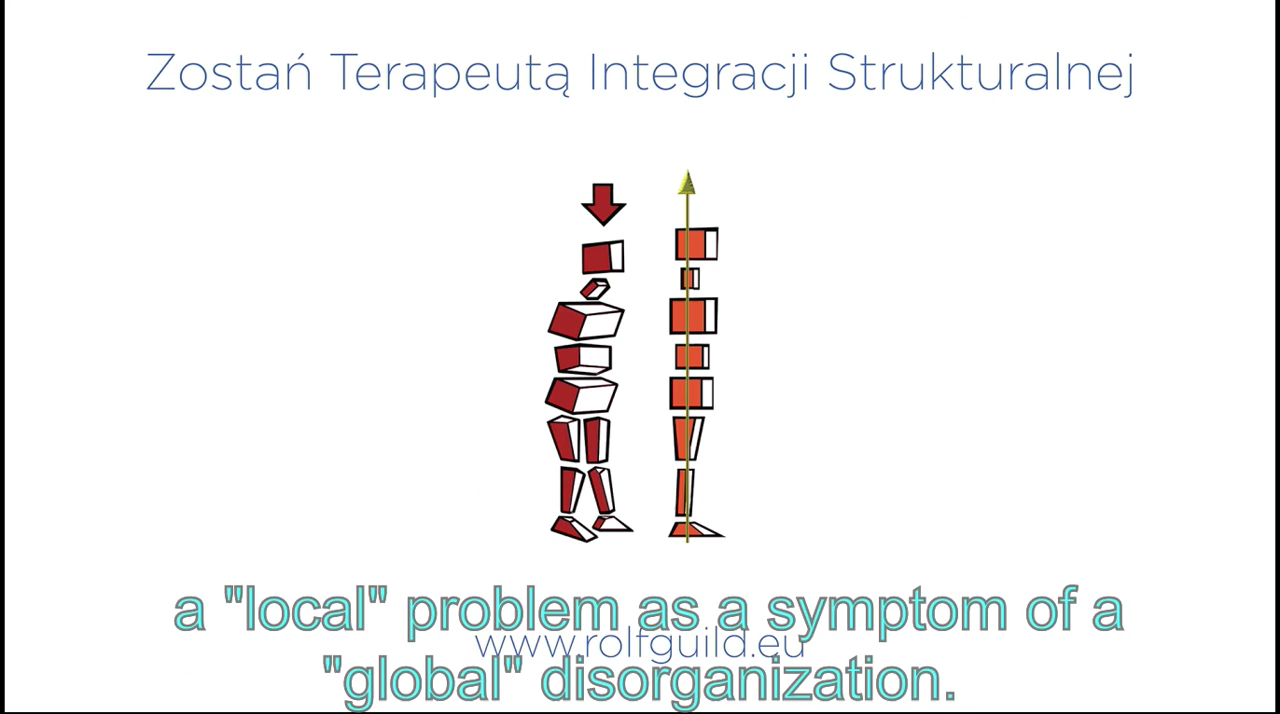 Zostań Terapeutą Integracji Strukturalnej
a "local" problem as a symptom of a
www.rolfguild.eu
"global" disorganization.